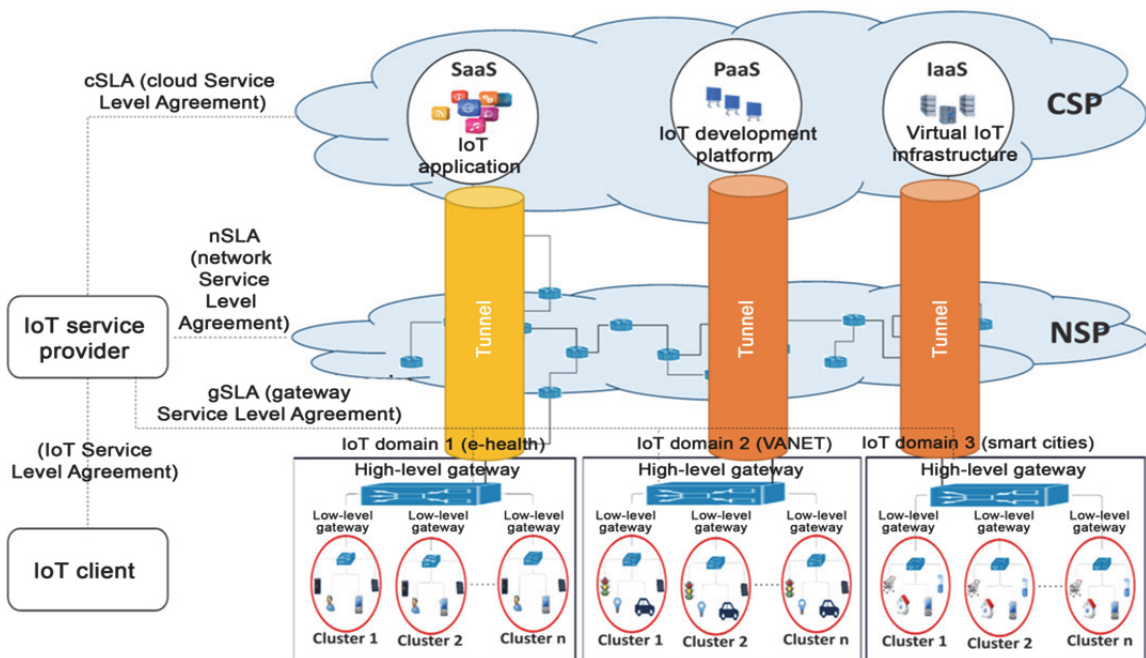 cSLA (cloud Service
Level Agreement)
SaaS
IoT
application
PaaS
IoT development
platform
IaaS
Virtual IoT
infrastructure
CSP
nSLA
(network
Service
Level
Agreement)
IoT service
provider
Tunnel
Tunnel
Tunnel
NSP
gSLA (gateway
Service Level Agreement)
(IoT Service
Level Agreement)
IoT client
IoT domain 1 (e-health)
High-level gateway
Low-level
gateway
Low-level
gateway
Low-level
gateway
Cluster 1
Cluster 2
Cluster n
IoT domain 2 (VANET)
High-level gateway
Low-level
gateway
Low-level
gateway
Low-level
gateway
Cluster 1
Cluster 2
Cluster n
IoT domain 3 (smart cities)
High-level gateway
Low-level
gateway
Low-level
gateway
Low-level
gateway
Cluster 1
Cluster 2
Cluster n